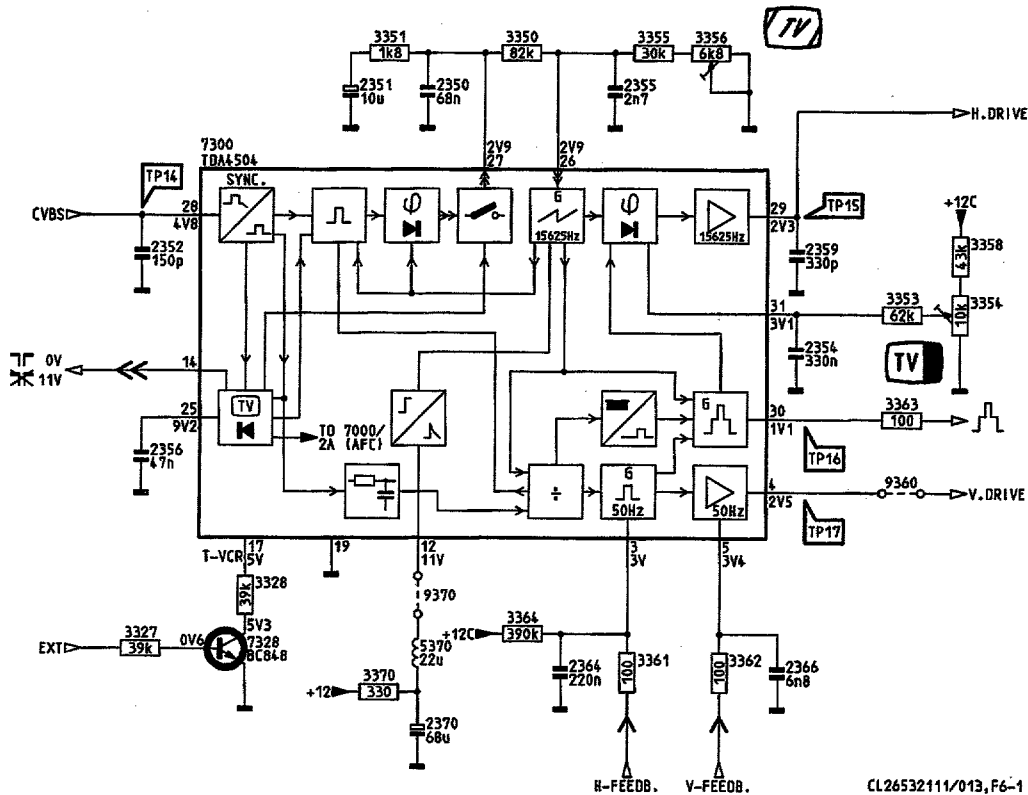 TV
3351
1k8
3350
82k
3355
30k
3356
6k8
2351
10u
2350
68n
2355
2n7
H.DRIVE
7300
TDA4504
2V9
27
2V9
26
TP14
SYNC.
CVBS
28
4V8
φ
G
15625Hz
φ
15625Hz
29
2V3
TP15
+12C
2352
150p
2359
330p
43k
3358
31
3V1
3353
62k
10k
3354
2354
330n
TV
0V
11V
14
25
9V2
TV
TO 7000/
2A (AFC)
G
30
1V1
3363
100
2356
47n
TP16
÷
G
50Hz
50Hz
4
2V5
9360
V.DRIVE
TP17
T-VCR
17
5V
19
12
11V
3
3V
5
3V4
39k
3328
9370
5V3
EXT
3327
39k
0V6
7328
BC848
5370
22u
+12C
3364
390k
2364
220n
100
3361
100
3362
2366
6n8
+12
3370
330
2370
68u
H-FEEDB.
V-FEEDB.
CL26532111/013,F6-1